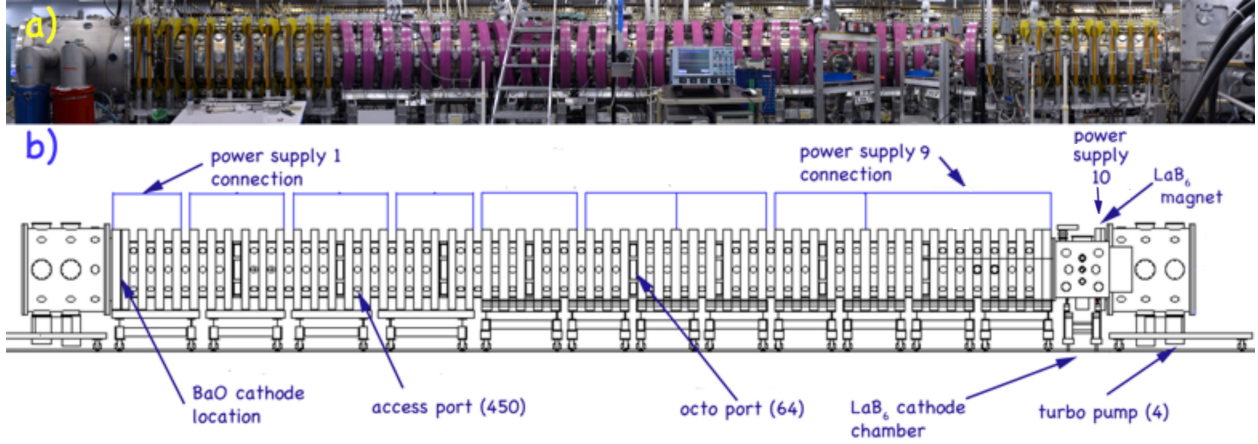 a)
b)
power supply 1
connection
power supply 9
connection
power
supply
10
LaB₆
magnet
BaO cathode
location
access port (450)
octo port (64)
LaB₆ cathode
chamber
turbo pump (4)